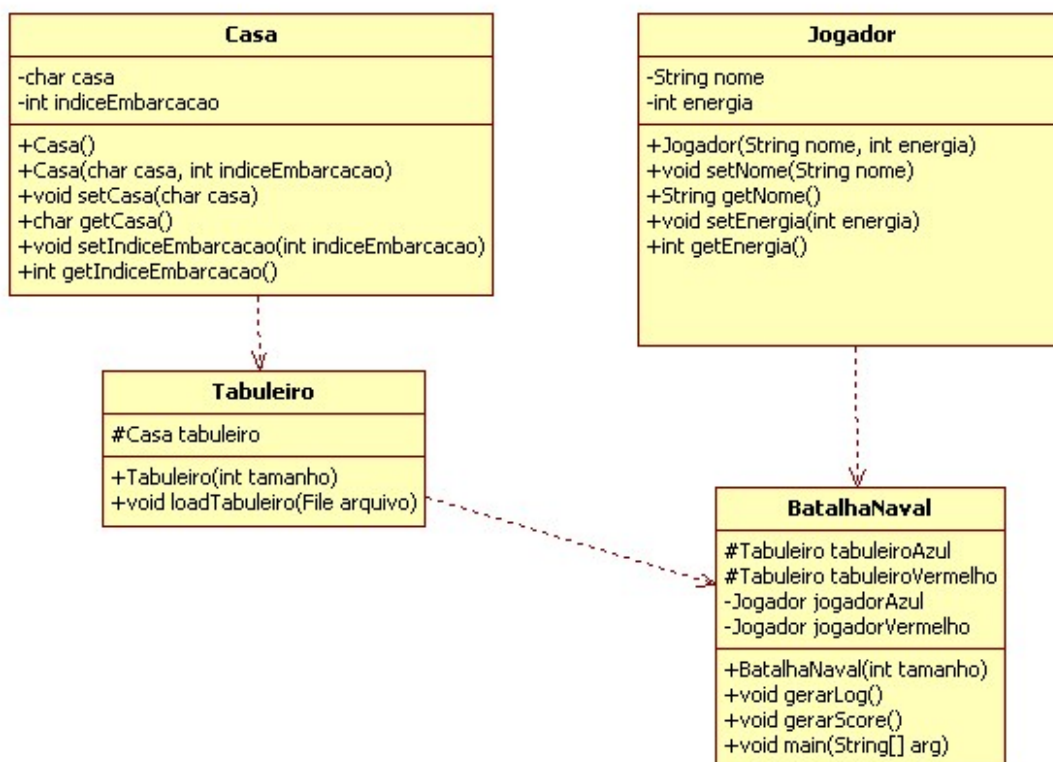 Casa
-char casa
-int indiceEmbarcacao
+Casa()
+Casa(char casa, int indiceEmbarcacao)
+void setCasa(char casa)
+char getCasa()
+void setIndiceEmbarcacao(int indiceEmbarcacao)
+int getIndiceEmbarcacao()
Jogador
-String nome
-int energia
+Jogador(String nome, int energia)
+void setNome(String nome)
+String getNome()
+void setEnergia(int energia)
+int getEnergia()
Tabuleiro
#Casa tabuleiro
+Tabuleiro(int tamanho)
+void loadTabuleiro(File arquivo)
BatalhaNaval
#Tabuleiro tabuleiroAzul
#Tabuleiro tabuleiroVermelho
-Jogador jogadorAzul
-Jogador jogadorVermelho
+BatalhaNaval(int tamanho)
+void gerarLog()
+void gerarScore()
+void main(String[] arg)